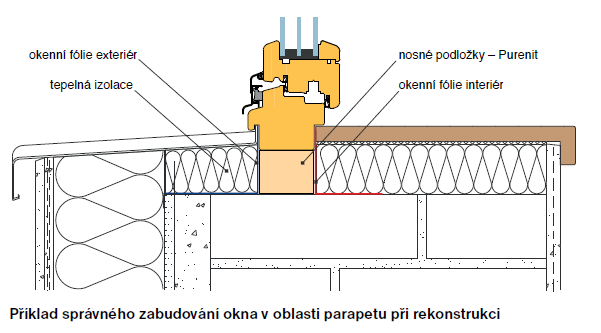 okenní fólie exteriér
nosné podložky – Purenit
tepelná izolace
okenní fólie interiér
Příklad správného zabudování okna v oblasti parapetu při rekonstrukci